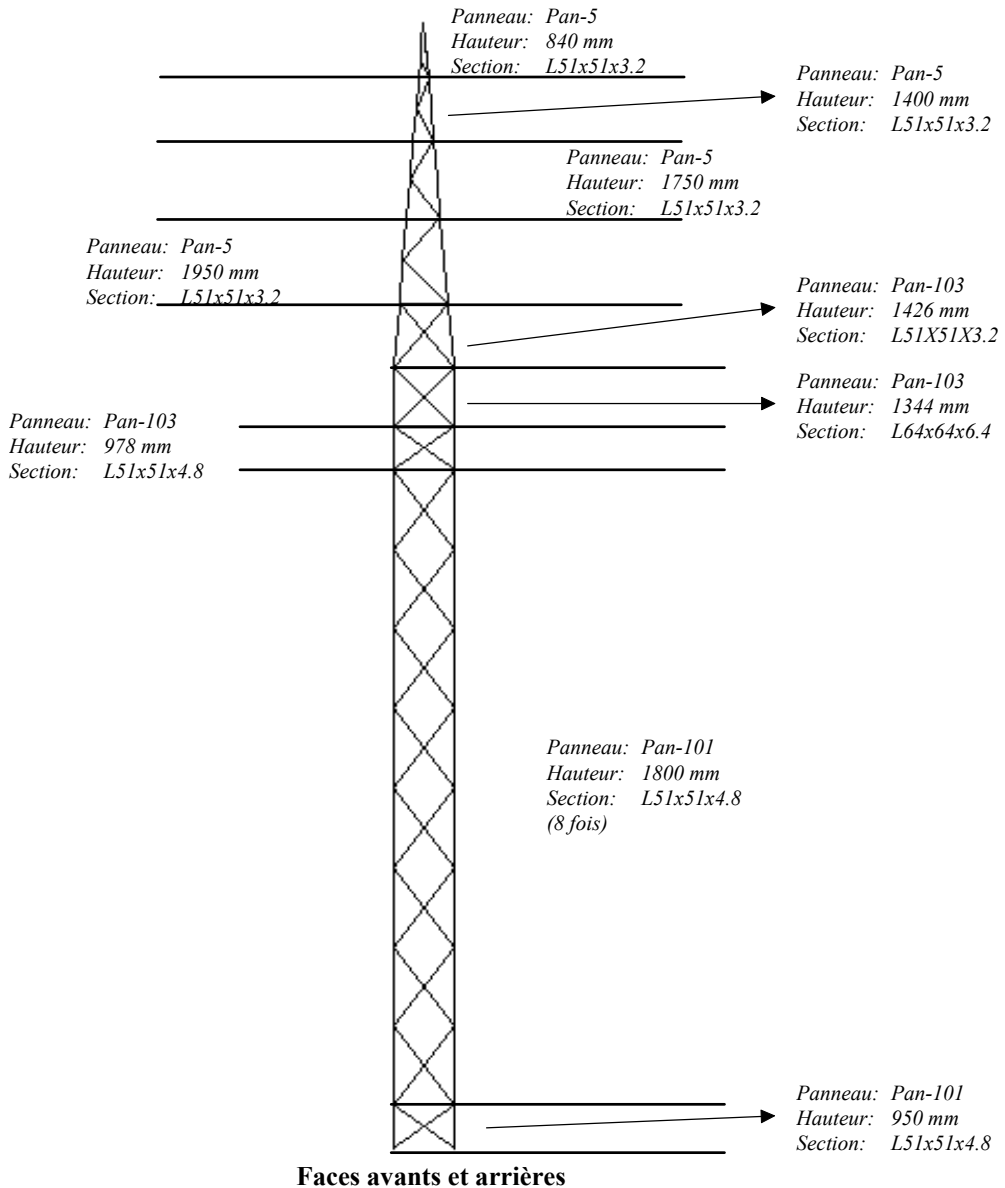 Panneau: Pan-5
Hauteur: 840 mm
Section: L51x51x3.2
Panneau: Pan-5
Hauteur: 1400 mm
Section: L51x51x3.2
Panneau: Pan-5
Hauteur: 1750 mm
Section: L51x51x3.2
Panneau: Pan-5
Hauteur: 1950 mm
Section: L51x51x3.2
Panneau: Pan-103
Hauteur: 1426 mm
Section: L51X51X3.2
Panneau: Pan-103
Hauteur: 1344 mm
Section: L64x64x6.4
Panneau: Pan-103
Hauteur: 978 mm
Section: L51x51x4.8
Panneau: Pan-101
Hauteur: 1800 mm
Section: L51x51x4.8
(8 fois)
Panneau: Pan-101
Hauteur: 950 mm
Section: L51x51x4.8
Faces avants et arrières